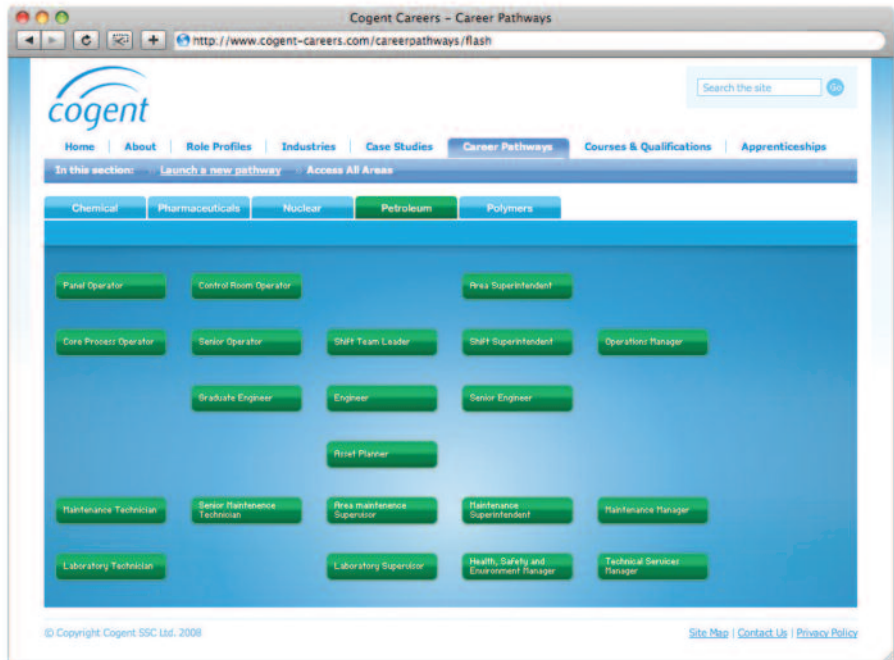 Cogent Careers – Career Pathways
http://www.cogent-careers.com/careerpathways/flash
cogent
Search the site Go
Home About Role Profiles Industries Case Studies Career Pathways Courses & Qualifications Apprenticeships
In this section: Launch a new pathway Access All Areas
Chemical Pharmaceuticals Nuclear Petroleum Polymers
Panel Operator Control Room Operator Area Superintendent
Core Process Operator Senior Operator Shift Team Leader Shift Superintendent Operations Manager
Graduate Engineer Engineer Senior Engineer
Asset Planner
Maintenance Technician Senior Maintenence Technician Area maintenence Supervisor Maintenance Superintendent Maintenance Manager
Laboratory Technician Laboratory Supervisor Health, Safety and Environment Manager Technical Services Manager
© Copyright Cogent SSC Ltd. 2008 Site Map | Contact Us | Privacy Policy